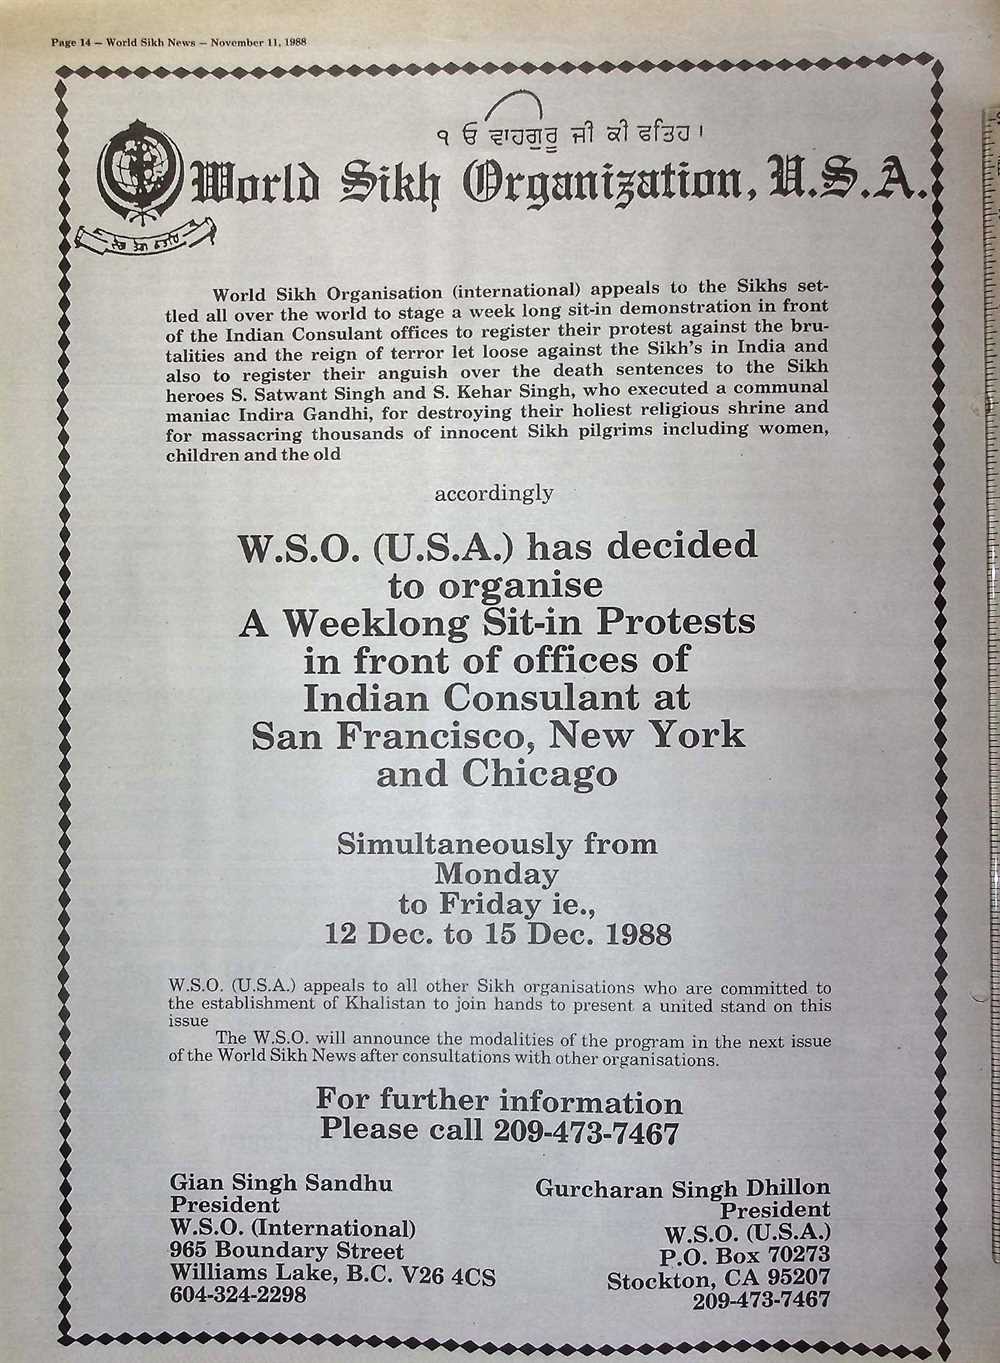 Page 14 – World Sikh News – November 11, 1988
੧ ਓ ਵਾਹਗੁਰੂ ਜੀ ਕੀ ਫਤਿਹ।
World Sikh Organization, U.S.A.
ਦੇਗ ਤੇਗ ਫਤਹਿ
World Sikh Organisation (international) appeals to the Sikhs set-
tled all over the world to stage a week long sit-in demonstration in front
of the Indian Consulant offices to register their protest against the bru-
talities and the reign of terror let loose against the Sikh's in India and
also to register their anguish over the death sentences to the Sikh
heroes S. Satwant Singh and S. Kehar Singh, who executed a communal
maniac Indira Gandhi, for destroying their holiest religious shrine and
for massacring thousands of innocent Sikh pilgrims including women,
children and the old
accordingly
W.S.O. (U.S.A.) has decided
to organise
A Weeklong Sit-in Protests
in front of offices of
Indian Consulant at
San Francisco, New York
and Chicago
Simultaneously from
Monday
to Friday ie.,
12 Dec. to 15 Dec. 1988
W.S.O. (U.S.A.) appeals to all other Sikh organisations who are committed to
the establishment of Khalistan to join hands to present a united stand on this
issue
The W.S.O. will announce the modalities of the program in the next issue
of the World Sikh News after consultations with other organisations.
For further information
Please call 209-473-7467
Gian Singh Sandhu
President
W.S.O. (International)
965 Boundary Street
Williams Lake, B.C. V26 4CS
604-324-2298
Gurcharan Singh Dhillon
President
W.S.O. (U.S.A.)
P.O. Box 70273
Stockton, CA 95207
209-473-7467